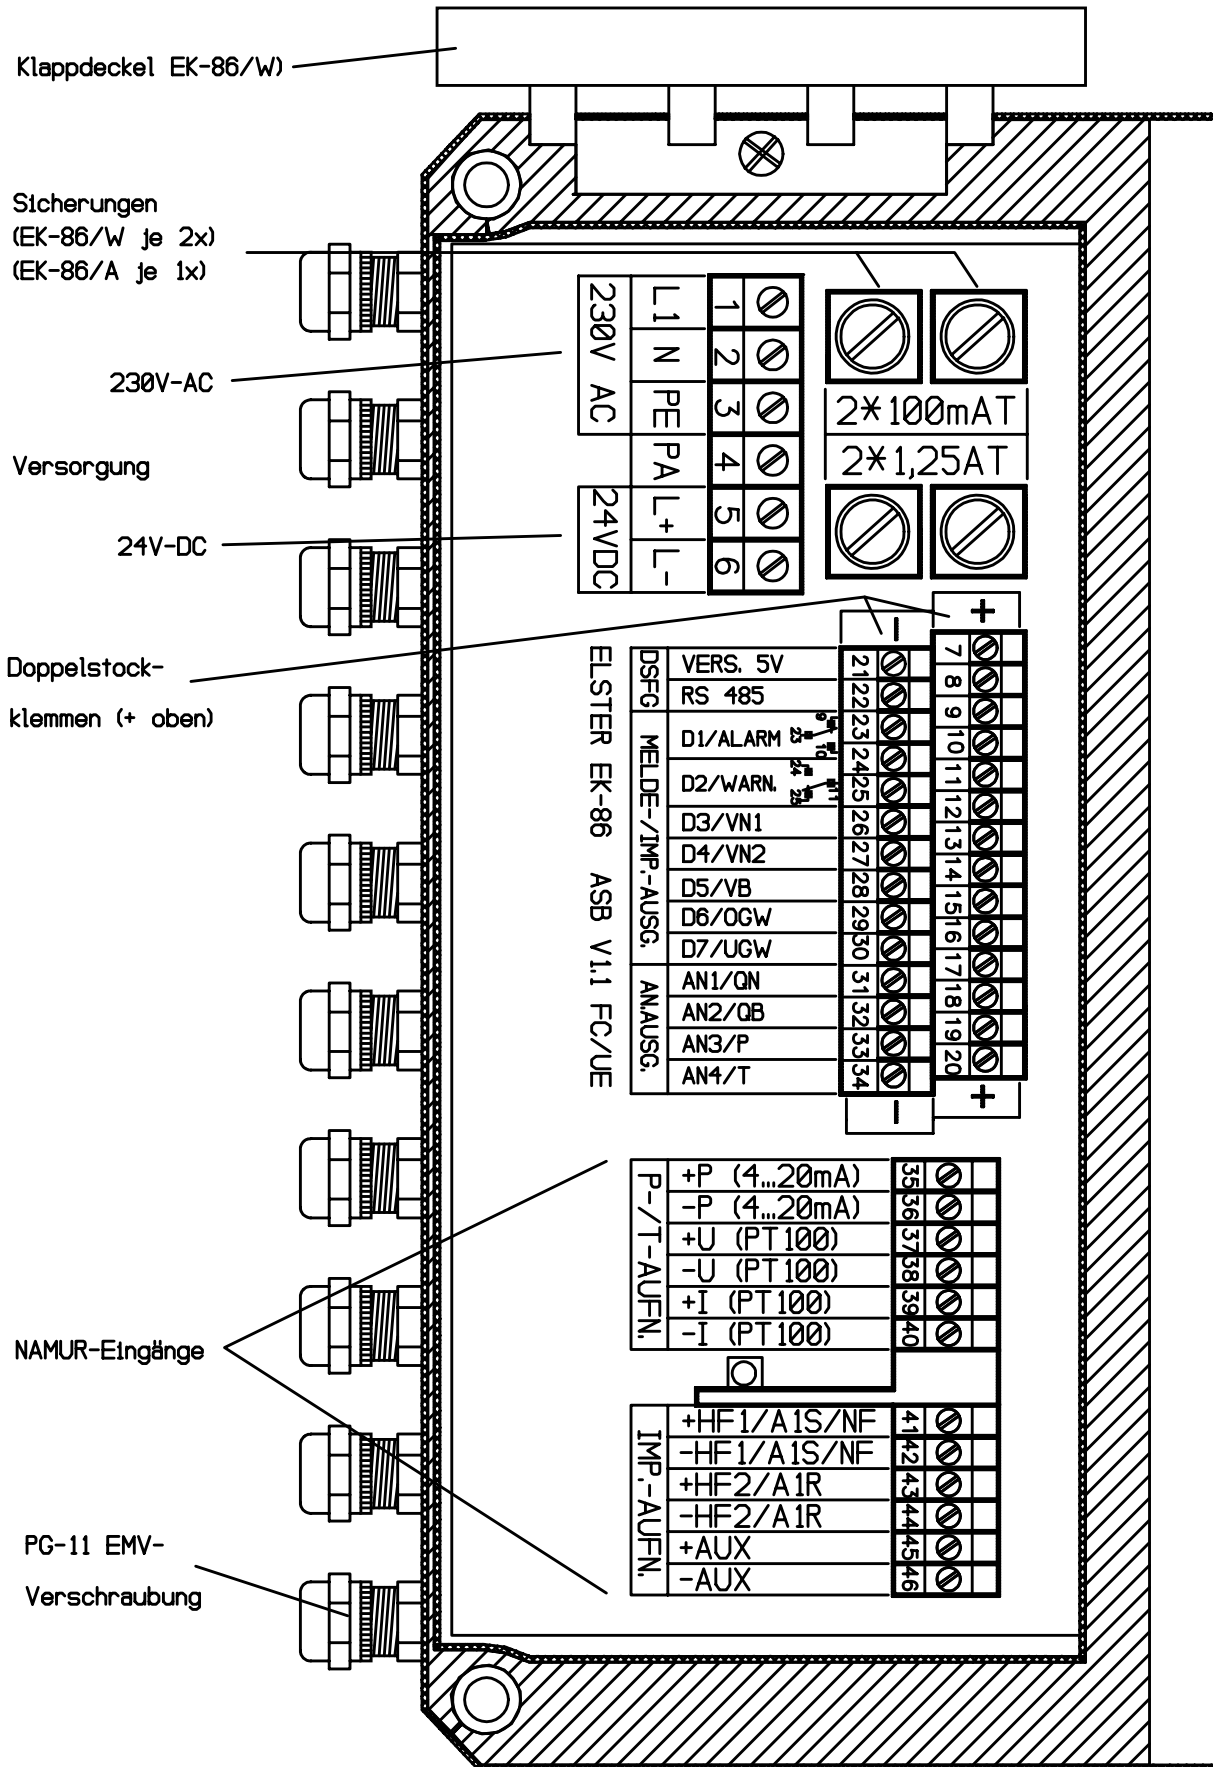 Klappdeckel EK-86/W)
Sicherungen
(EK-86/W je 2x)
(EK-86/A je 1x)
230V-AC
Versorgung
24V-DC
Doppelstock-
klemmen (+ oben)
NAMUR-Eingänge
PG-11 EMV-
Verschraubung
230V AC
24VDC
L1 1
N 2
PE 3
PA 4
L+ 5
L- 6
2*100mAT
2*1,25AT
- +
ELSTER EK-86 ASB V1.1 FC/UE
DSFG
MELDE-/IMP.-AUSG.
AN.AUSG.
VERS. 5V 21 7
RS 485 22 8
D1/ALARM 23 9
24 10
D2/WARN. 25 11
D3/VN1 26 12
D4/VN2 27 13
D5/VB 28 14
D6/OGW 29 15
D7/UGW 30 16
AN1/QN 31 17
AN2/QB 32 18
AN3/P 33 19
AN4/T 34 20
9
23
10
24
11
25
- +
P-/T-AUFN.
+P (4...20mA) 35
-P (4...20mA) 36
+U (PT100) 37
-U (PT100) 38
+I (PT100) 39
-I (PT100) 40
IMP.-AUFN.
+HF1/A1S/NF 41
-HF1/A1S/NF 42
+HF2/A1R 43
-HF2/A1R 44
+AUX 45
-AUX 46